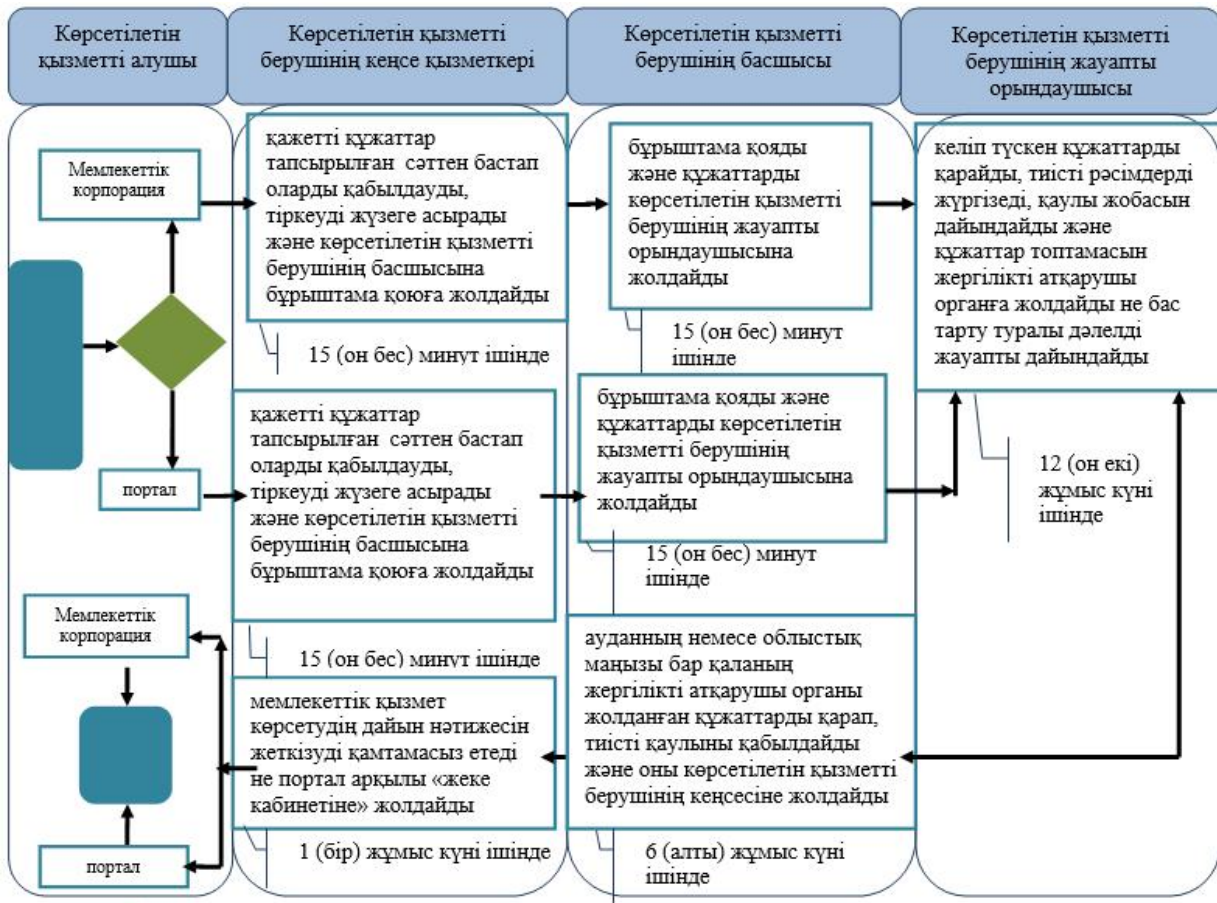 Көрсетілетін
қызметті алушы
Көрсетілетін қызметті
берушінің кеңсе қызметкері
Көрсетілетін қызметті
берушінің басшысы
Көрсетілетін қызметті
берушінің жауапты
орындаушысы
Мемлекеттік
корпорация
қажетті құжаттар
тапсырылған сәттен бастап
оларды қабылдауды,
тіркеуді жүзеге асырады
және көрсетілетін қызметті
берушінің басшысына
бұрыштама қоюға жолдайды
15 (он бес) минут ішінде
бұрыштама қояды
және құжаттарды
көрсетілетін қызметті
берушінің жауапты
орындаушысына
жолдайды
15 (он бес) минут
ішінде
келіп түскен құжаттарды
қарайды, тиісті рәсімдерді
жүргізеді, қаулы жобасын
дайындайды және
құжаттар топтамасын
жергілікті атқарушы
органға жолдайды не бас
тарту туралы дәлелді
жауапты дайындайды
12 (он екі)
жұмыс күні
ішінде
портал
қажетті құжаттар
тапсырылған сәттен бастап
оларды қабылдауды,
тіркеуді жүзеге асырады
және көрсетілетін қызметті
берушінің басшысына
бұрыштама қоюға жолдайды
15 (он бес) минут ішінде
бұрыштама қояды және
құжаттарды көрсетілетін
қызметті берушінің
жауапты орындаушысына
жолдайды
15 (он бес) минут
ішінде
Мемлекеттік
корпорация
мемлекеттік қызмет
көрсетудің дайын нәтижесін
жеткізуді қамтамасыз етеді
не портал арқылы «жеке
кабинетіне» жолдайды
1 (бір) жұмыс күні ішінде
ауданның немесе облыстық
маңызы бар қаланың
жергілікті атқарушы органы
жолданған құжаттарды қарап,
тиісті қаулыны қабылдайды
және оны көрсетілетін қызметті
берушінің кеңсесіне жолдайды
6 (алты) жұмыс күні
ішінде
портал